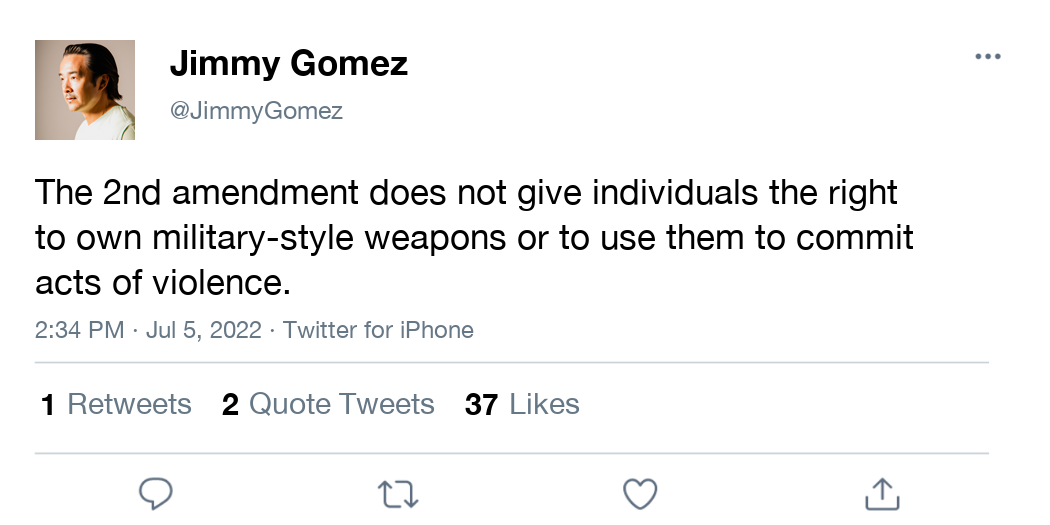 Jimmy Gomez
@JimmyGomez
The 2nd amendment does not give individuals the right
to own military-style weapons or to use them to commit
acts of violence.
2:34 PM · Jul 5, 2022 · Twitter for iPhone
1 Retweets 2 Quote Tweets 37 Likes